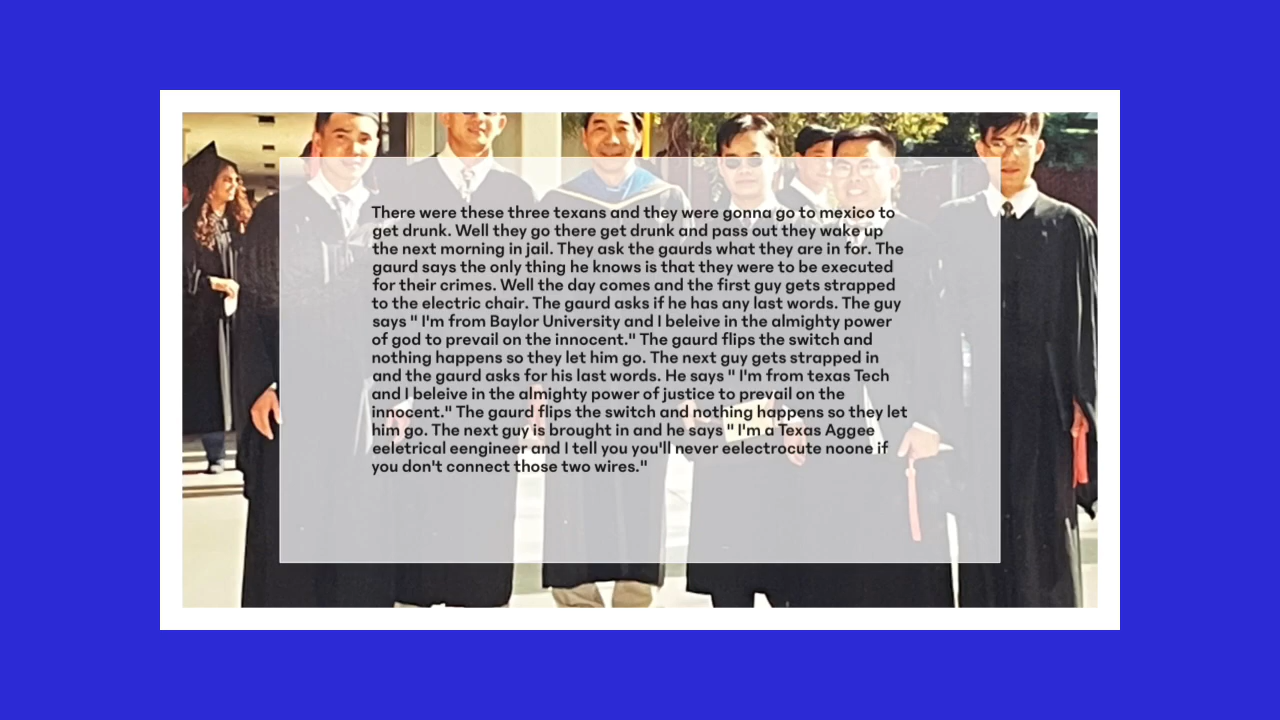 There were these three texans and they were gonna go to mexico to
get drunk. Well they go there get drunk and pass out they wake up
the next morning in jail. They ask the gaurds what they are in for. The
gaurd says the only thing he knows is that they were to be executed
for their crimes. Well the day comes and the first guy gets strapped
to the electric chair. The gaurd asks if he has any last words. The guy
says " I'm from Baylor University and I beleive in the almighty power
of god to prevail on the innocent." The gaurd flips the switch and
nothing happens so they let him go. The next guy gets strapped in
and the gaurd asks for his last words. He says " I'm from texas Tech
and I beleive in the almighty power of justice to prevail on the
innocent." The gaurd flips the switch and nothing happens so they let
him go. The next guy is brought in and he says " I'm a Texas Aggee
eeletrical eengineer and I tell you you'll never eelectrocute noone if
you don't connect those two wires."